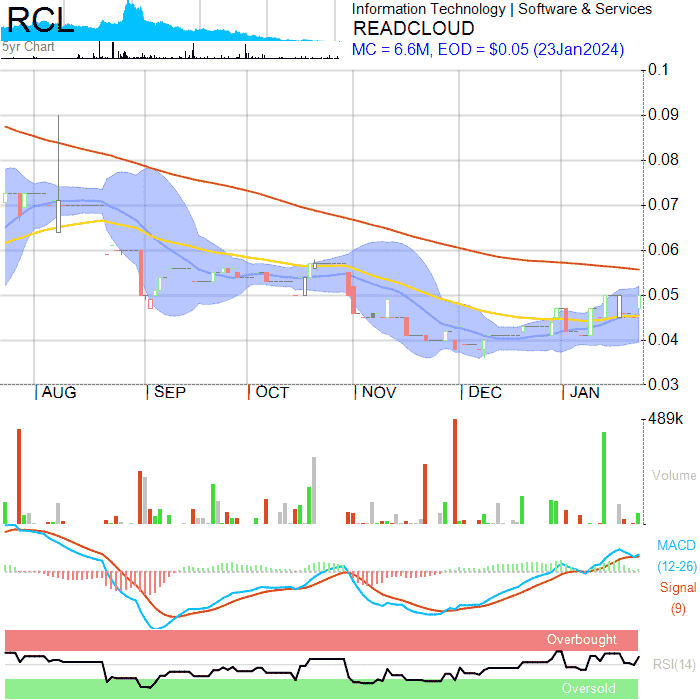 RCL
5yr Chart
Information Technology | Software & Services
READCLOUD
MC = 6.6M, EOD = $0.05 (23Jan2024)
0.1
0.09
0.08
0.07
0.06
0.05
0.04
0.03
AUG SEP OCT NOV DEC JAN
489k
Volume
MACD
(12-26)
Signal
(9)
Overbought
RSI(14)
Oversold